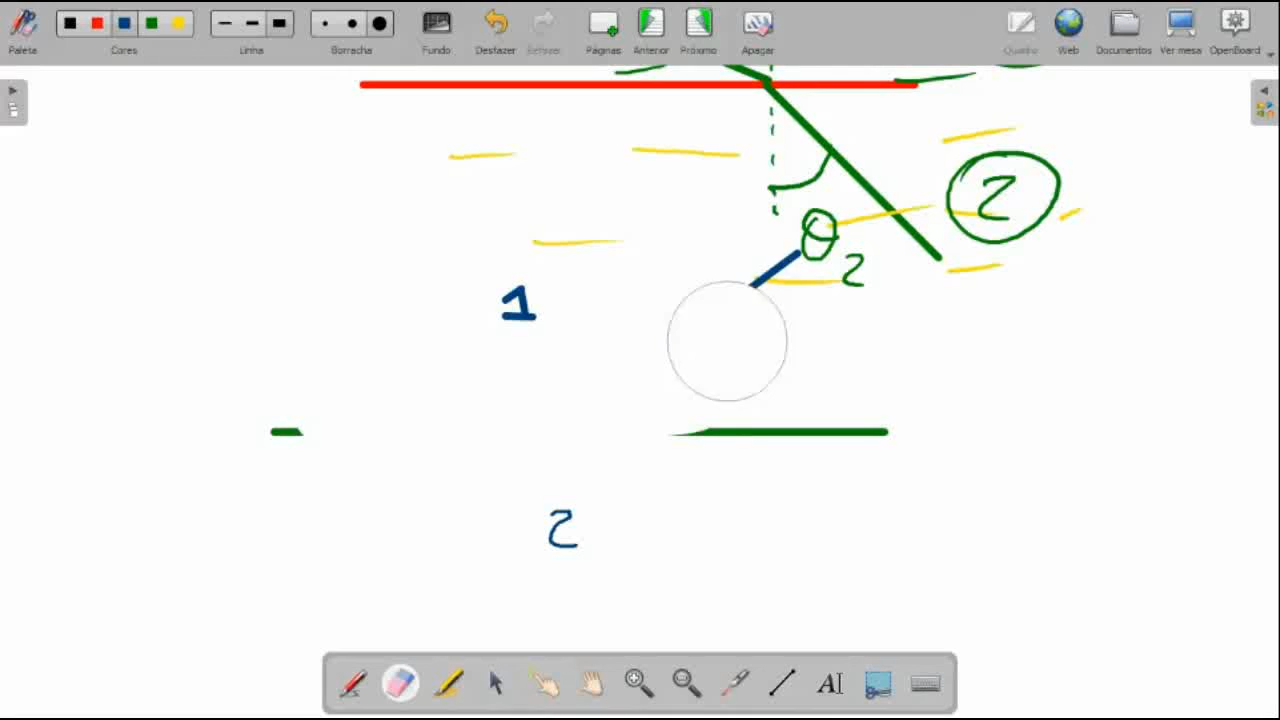 Paleta Cores Linha Borracha Fundo Desfazer Refazer Páginas Anterior Próximo Apagar Quadro Web Documentos Ver mesa OpenBoard
2
θ2
1
2
AI